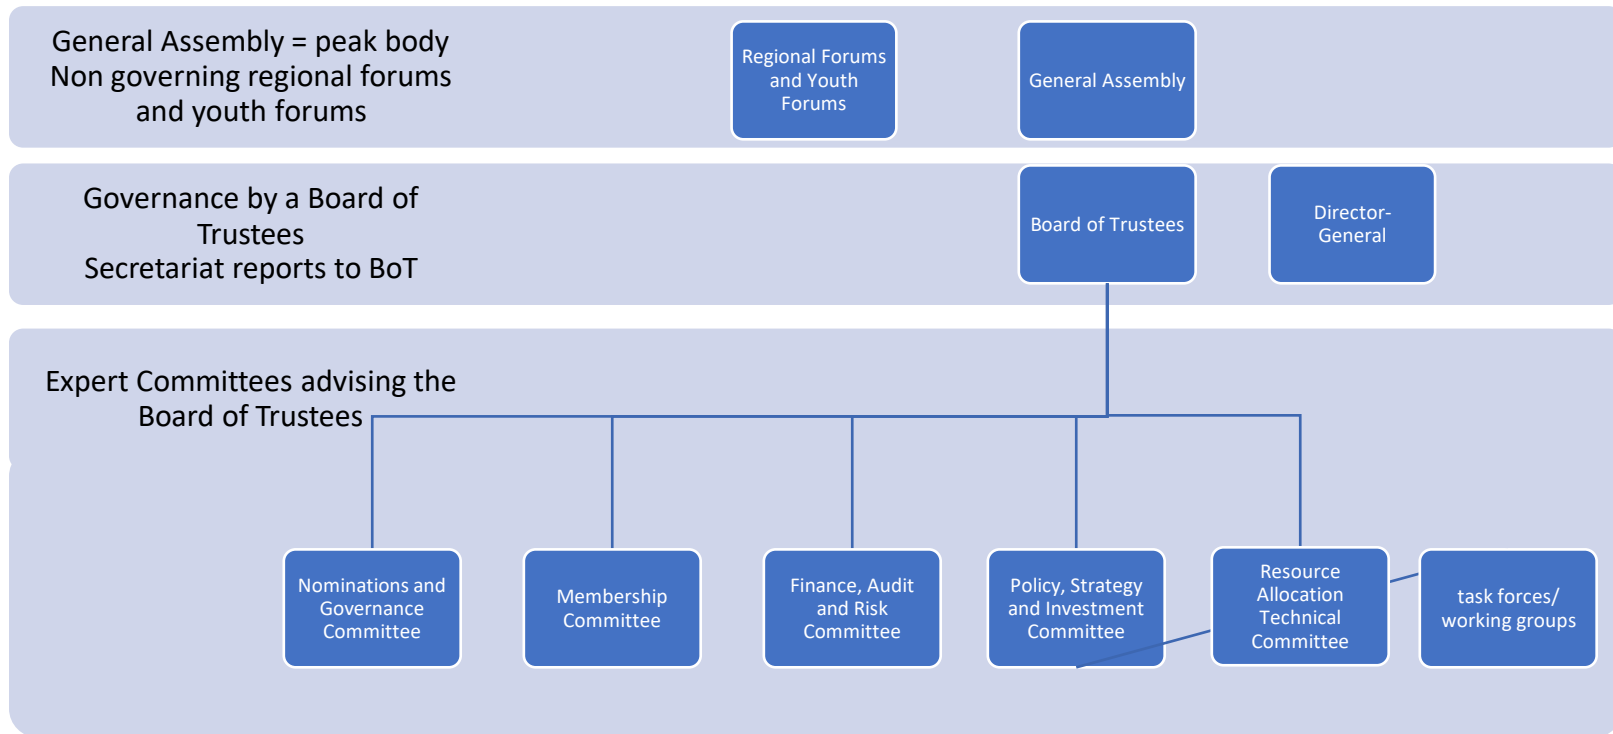 General Assembly = peak body
Non governing regional forums
and youth forums
Regional Forums
and Youth
Forums
General Assembly
Governance by a Board of
Trustees
Secretariat reports to BoT
Board of Trustees
Director-
General
Expert Committees advising the
Board of Trustees
Nominations and
Governance
Committee
Membership
Committee
Finance, Audit
and Risk
Committee
Policy, Strategy
and Investment
Committee
Resource
Allocation
Technical
Committee
task forces/
working groups